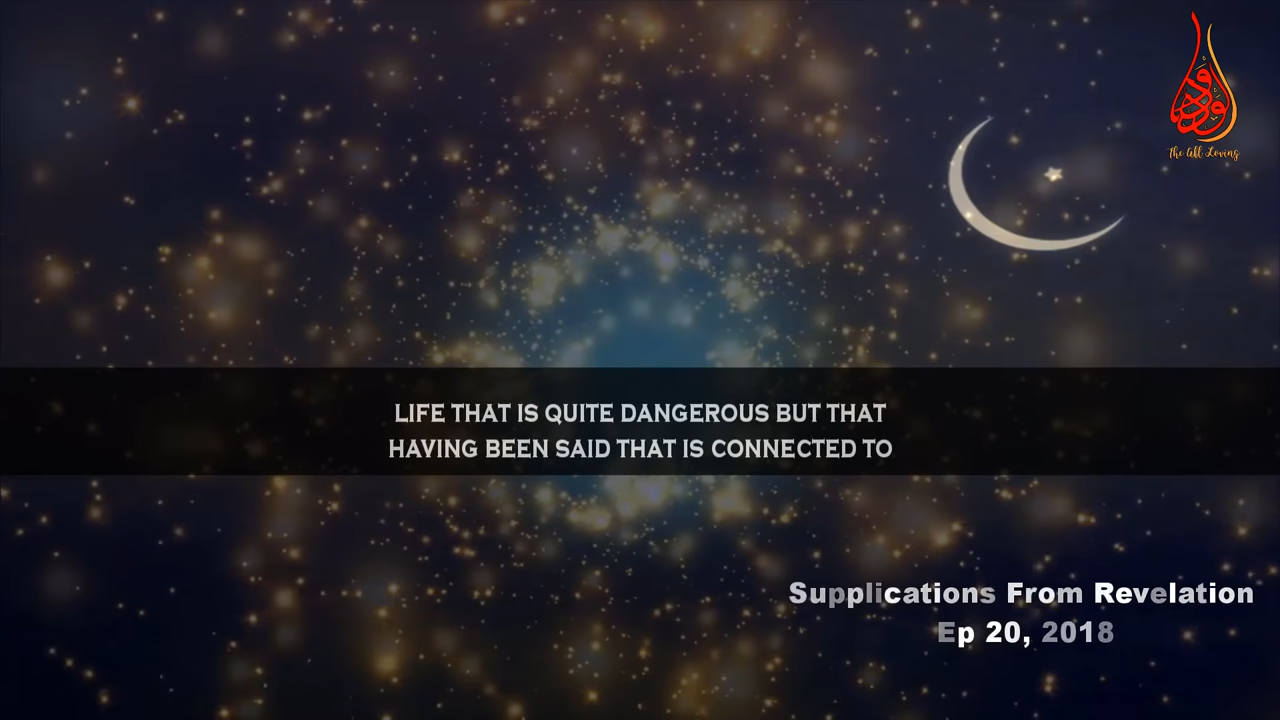 The All Loving
LIFE THAT IS QUITE DANGEROUS BUT THAT
HAVING BEEN SAID THAT IS CONNECTED TO
Supplications From Revelation
Ep 20, 2018